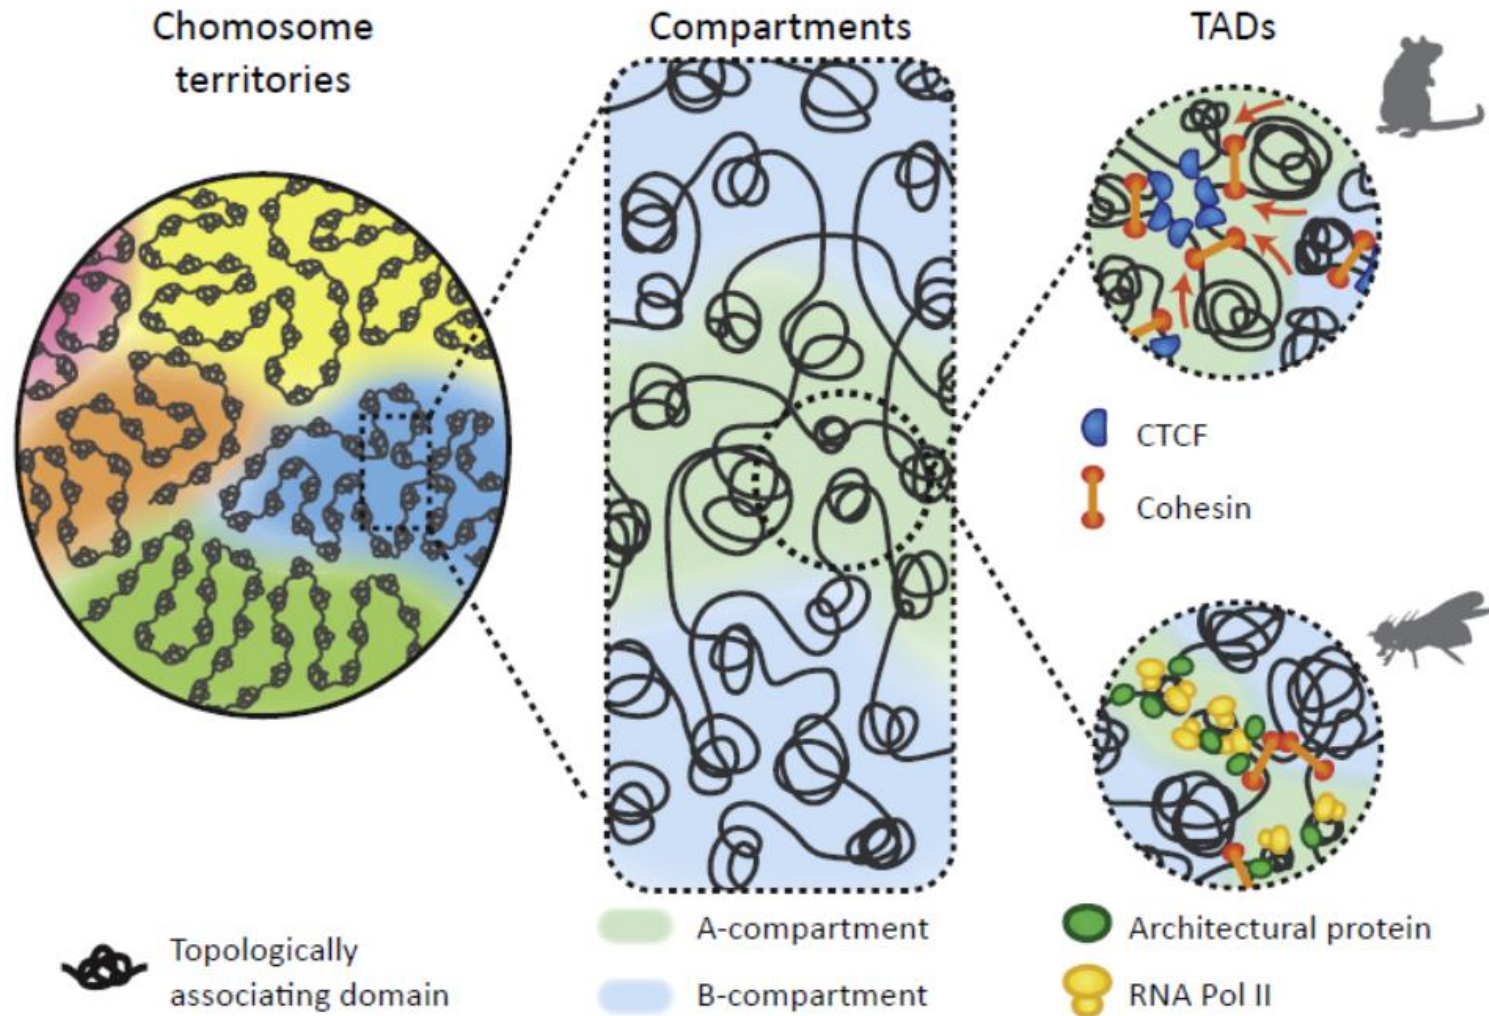 Chomosome
territories
Compartments
TADs
CTCF
Cohesin
Topologically
associating domain
A-compartment
B-compartment
Architectural protein
RNA Pol II